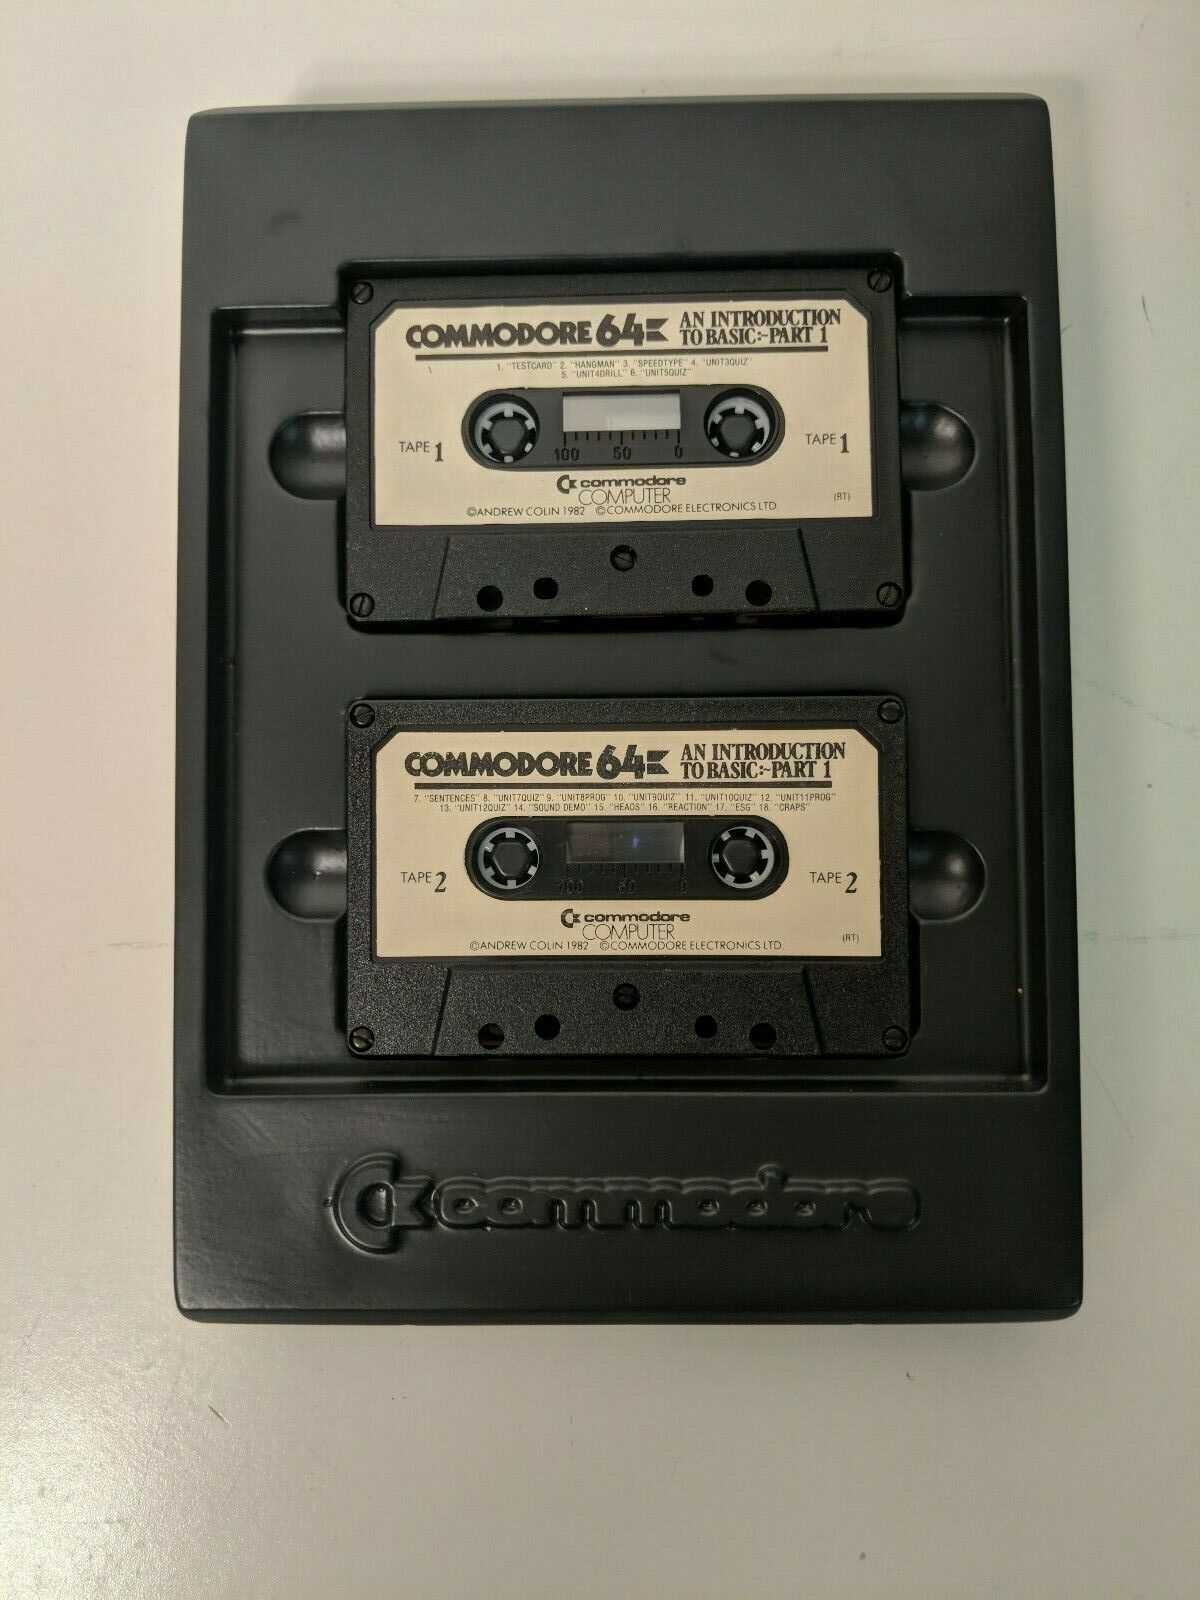 COMMODORE 64 AN INTRODUCTION
TO BASIC:~PART 1
1. "TESTCARD" 2. "HANGMAN" 3. "SPEEDTYPE" 4. "UNIT3QUIZ"
5. "UNIT4DRILL" 6. "UNIT5QUIZ"
TAPE 1 TAPE 1
100 50 0
commodore
COMPUTER
(RT)
©ANDREW COLIN 1982 ©COMMODORE ELECTRONICS LTD
COMMODORE 64 AN INTRODUCTION
TO BASIC:~PART 1
7. "SENTENCES" 8. "UNIT7QUIZ" 9. "UNIT8PROG" 10. "UNIT9QUIZ" 11. "UNIT10QUIZ" 12. "UNIT11PROG"
13. "UNIT12QUIZ" 14. "SOUND DEMO" 15. "HEADS" 16. "REACTION" 17. "ESG" 18. "CRAPS"
TAPE 2 TAPE 2
100 50 0
commodore
COMPUTER
(RT)
©ANDREW COLIN 1982 ©COMMODORE ELECTRONICS LTD
commodore